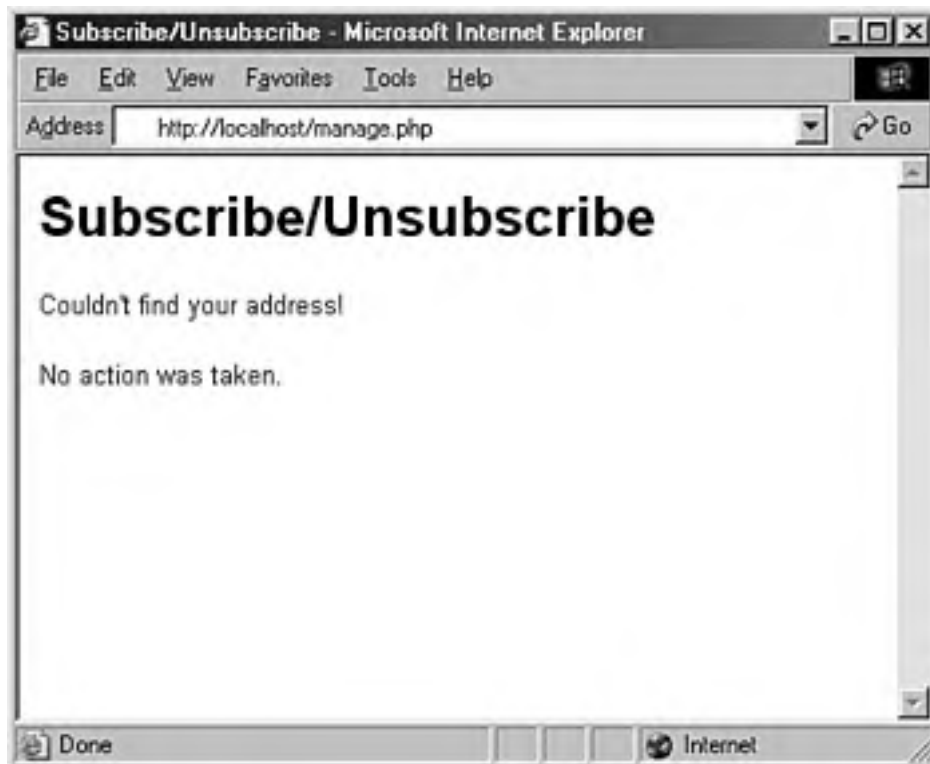 Subscribe/Unsubscribe - Microsoft Internet Explorer
File Edit View Favorites Tools Help
Address http://localhost/manage.php Go
Subscribe/Unsubscribe
Couldn't find your address!
No action was taken.
Done Internet